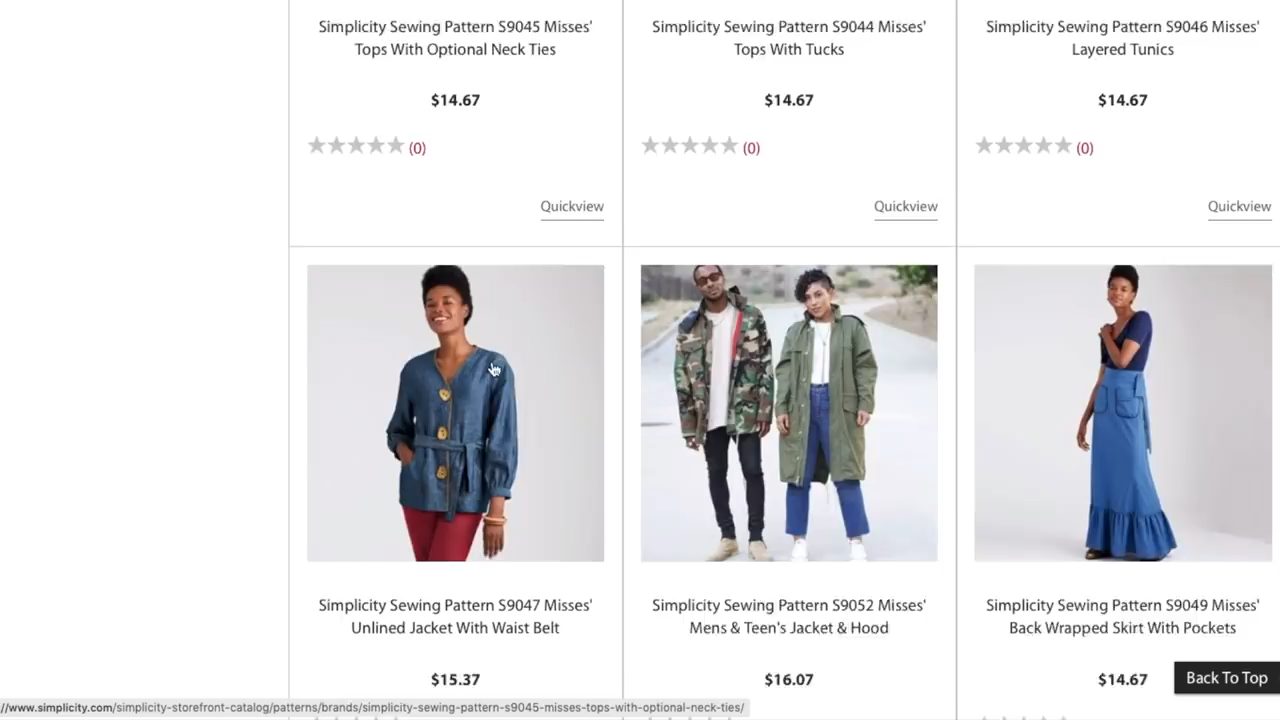 Simplicity Sewing Pattern S9045 Misses'
Tops With Optional Neck Ties
$14.67
(0)
Quickview
Simplicity Sewing Pattern S9044 Misses'
Tops With Tucks
$14.67
(0)
Quickview
Simplicity Sewing Pattern S9046 Misses'
Layered Tunics
$14.67
(0)
Quickview
Simplicity Sewing Pattern S9047 Misses'
Unlined Jacket With Waist Belt
$15.37
Simplicity Sewing Pattern S9052 Misses'
Mens & Teen's Jacket & Hood
$16.07
Simplicity Sewing Pattern S9049 Misses'
Back Wrapped Skirt With Pockets
$14.67
Back To Top
//www.simplicity.com/simplicity-storefront-catalog/patterns/brands/simplicity-sewing-pattern-s9045-misses-tops-with-optional-neck-ties/